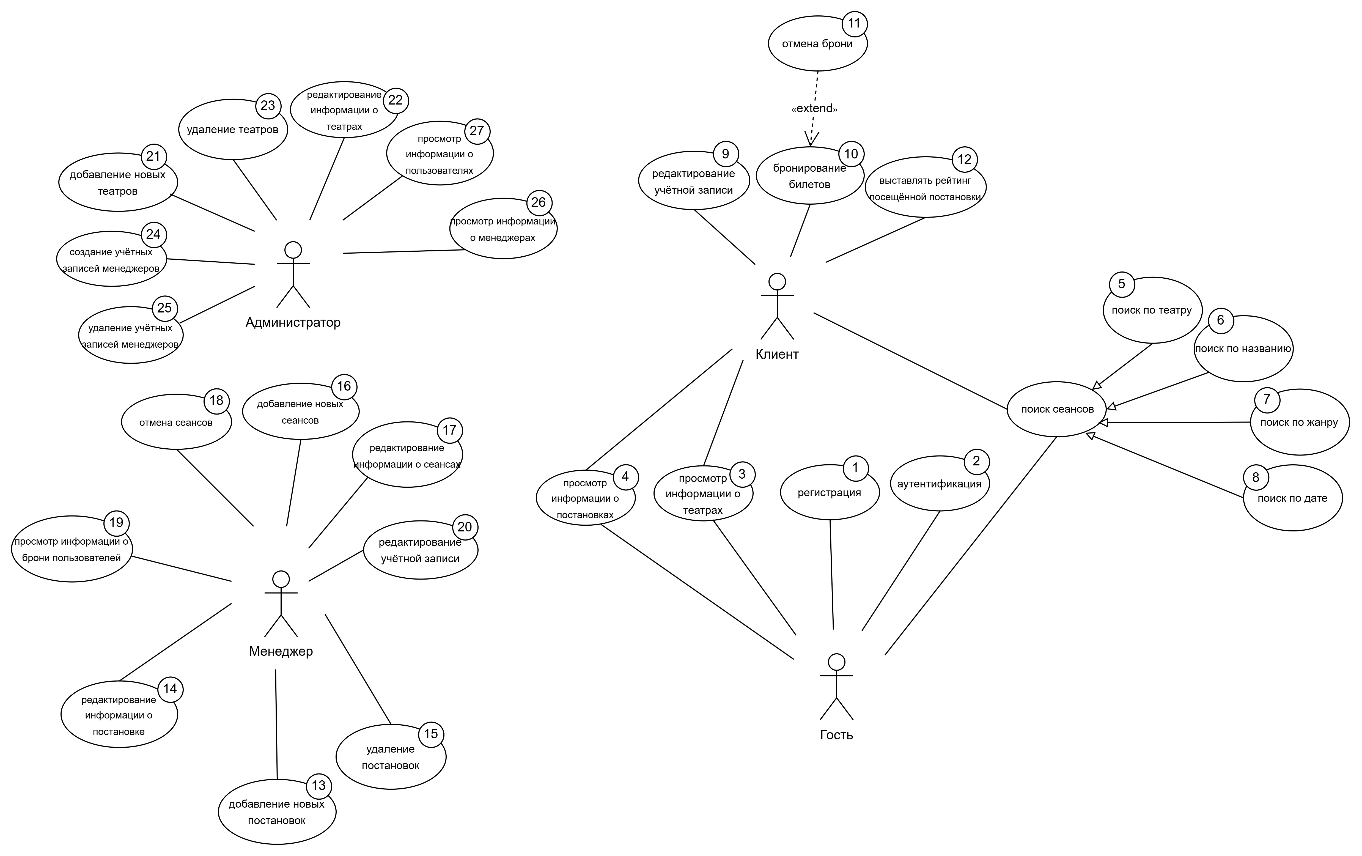 11
отмена брони
«extend»
23
удаление театров
22
редактирование
информации о
театрах
27
просмотр
информации о
пользователях
21
добавление новых
театров
26
просмотр информации
о менеджерах
24
создание учётных
записей менеджеров
25
удаление учётных
записей менеджеров
Администратор
9
редактирование
учётной записи
10
бронирование
билетов
12
выставлять рейтинг
посещённой постановки
Клиент
5
поиск по театру
6
поиск по названию
7
поиск по жанру
8
поиск по дате
поиск сеансов
18
отмена сеансов
16
добавление новых
сеансов
17
редактирование
информации о сеансах
19
просмотр информации о
брони пользователей
20
редактирование
учётной записи
Менеджер
14
редактирование
информации о
постановке
15
удаление
постановок
13
добавление новых
постановок
4
просмотр
информации о
постановках
3
просмотр
информации о
театрах
1
регистрация
2
аутентификация
Гость